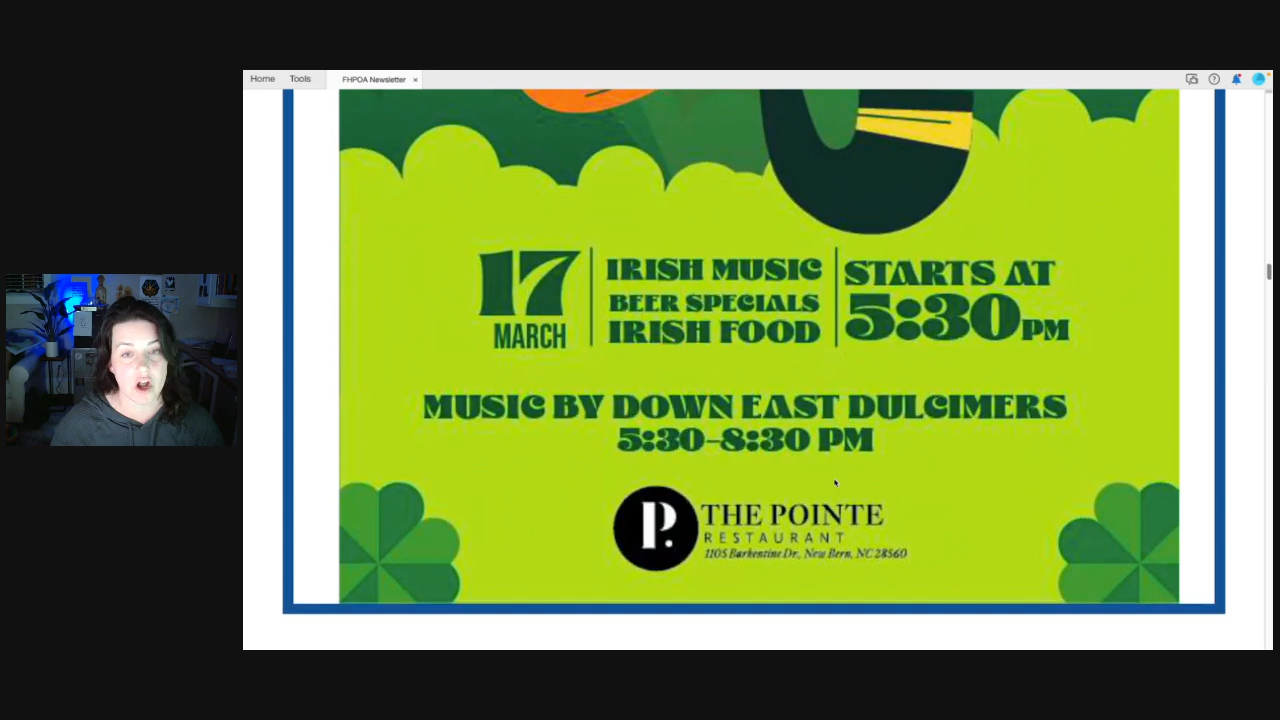 Home Tools FHPOA Newsletter ×
17
MARCH
IRISH MUSIC
BEER SPECIALS
IRISH FOOD
STARTS AT
5:30PM
MUSIC BY DOWN EAST DULCIMERS
5:30-8:30 PM
P.
THE POINTE
RESTAURANT
1105 Barkentine Dr., New Bern, NC 28560